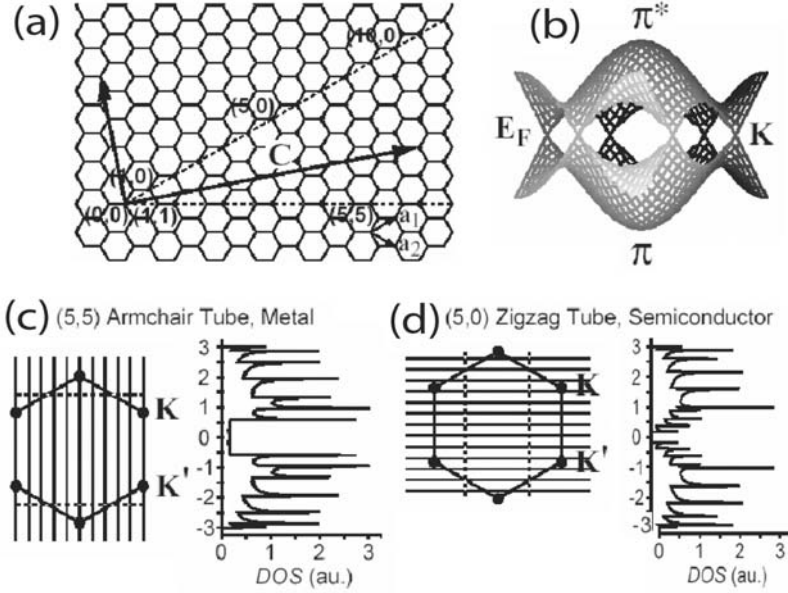 (a)
(10,0)
(5,0)
C
(1,0)
(0,0) (1,1)
(5,5)
a1
a2
(b)
π*
E_F
K
π
(c) (5,5) Armchair Tube, Metal
K
K'
3
2
1
0
-1
-2
-3
0 1 2 3
DOS (au.)
(d) (5,0) Zigzag Tube, Semiconductor
K
K'
3
2
1
0
-1
-2
-3
0 1 2 3
DOS (au.)